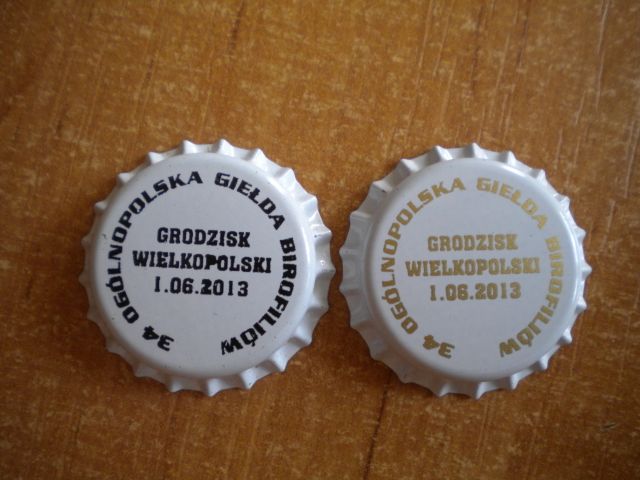 34 OGÓLNOPOLSKA GIEŁDA BIROFILIÓW
GRODZISK
WIELKOPOLSKI
1.06.2013
34 OGÓLNOPOLSKA GIEŁDA BIROFILIÓW
GRODZISK
WIELKOPOLSKI
1.06.2013